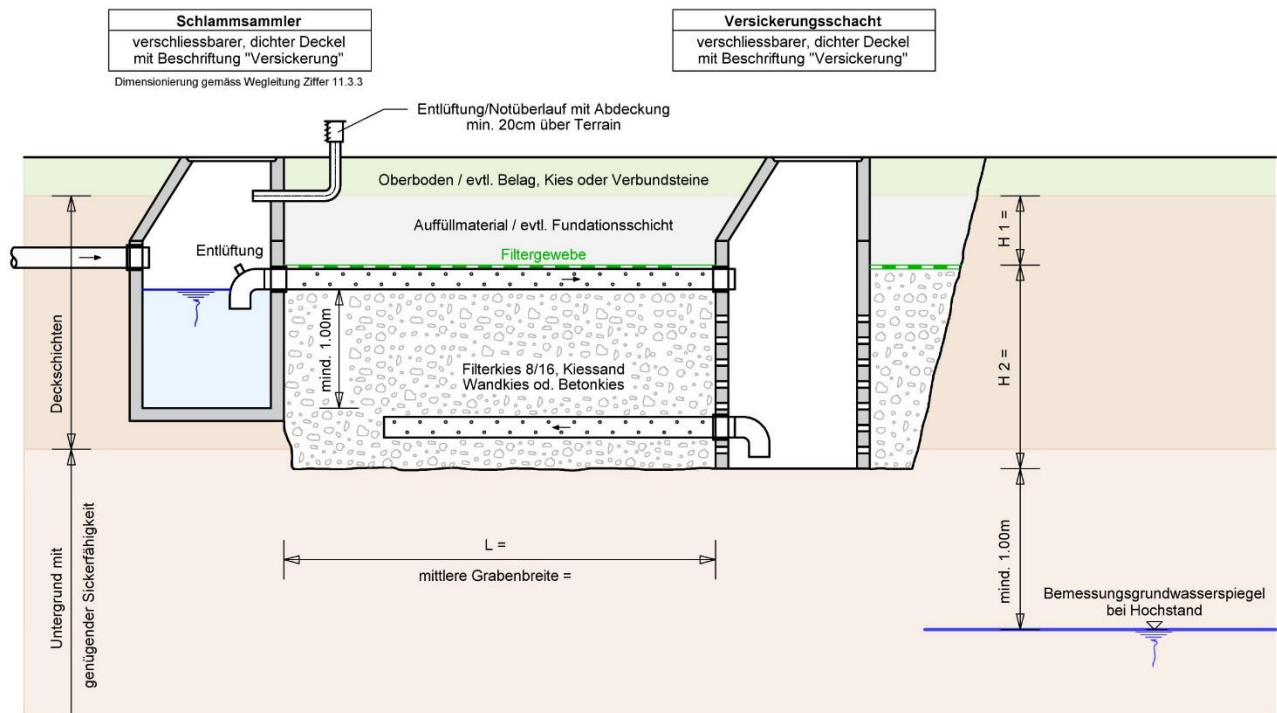 Schlammsammler
verschliessbarer, dichter Deckel
mit Beschriftung "Versickerung"
Dimensionierung gemäss Wegleitung Ziffer 11.3.3
Versickerungsschacht
verschliessbarer, dichter Deckel
mit Beschriftung "Versickerung"
Entlüftung/Notüberlauf mit Abdeckung
min. 20cm über Terrain
Oberboden / evtl. Belag, Kies oder Verbundsteine
Auffüllmaterial / evtl. Fundationsschicht
Entlüftung
Filtergewebe
H 1 =
Deckschichten
mind. 1.00m
Filterkies 8/16, Kiessand
Wandkies od. Betonkies
H 2 =
Untergrund mit
genügender Sickerfähigkeit
L =
mittlere Grabenbreite =
mind. 1.00m
Bemessungsgrundwasserspiegel
bei Hochstand